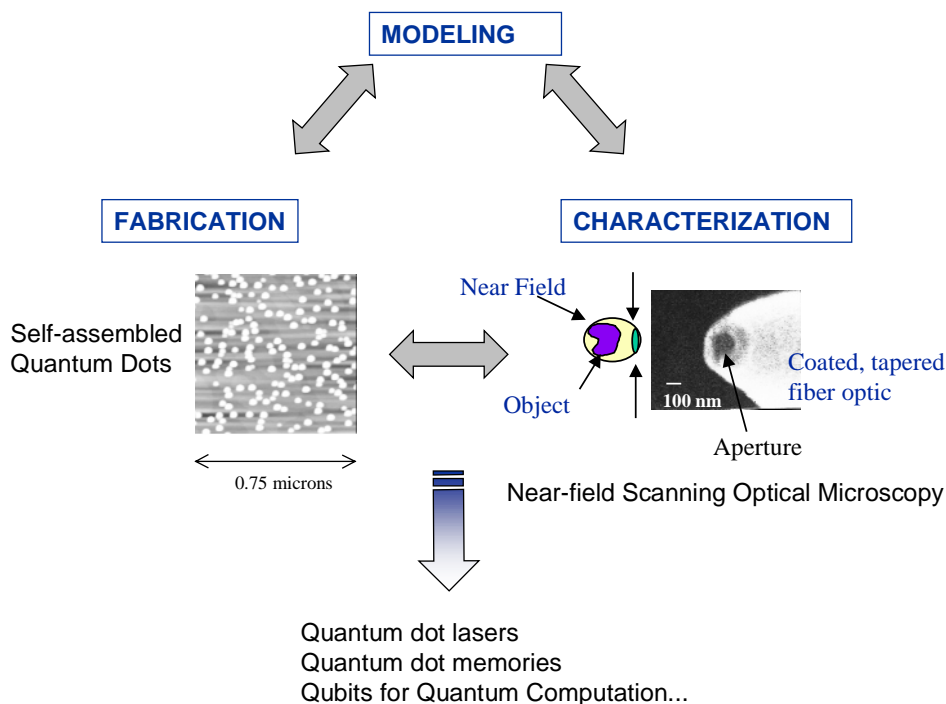 MODELING
FABRICATION
CHARACTERIZATION
Self-assembled
Quantum Dots
0.75 microns
Near Field
Object
100 nm
Coated, tapered
fiber optic
Aperture
Near-field Scanning Optical Microscopy
Quantum dot lasers
Quantum dot memories
Qubits for Quantum Computation...